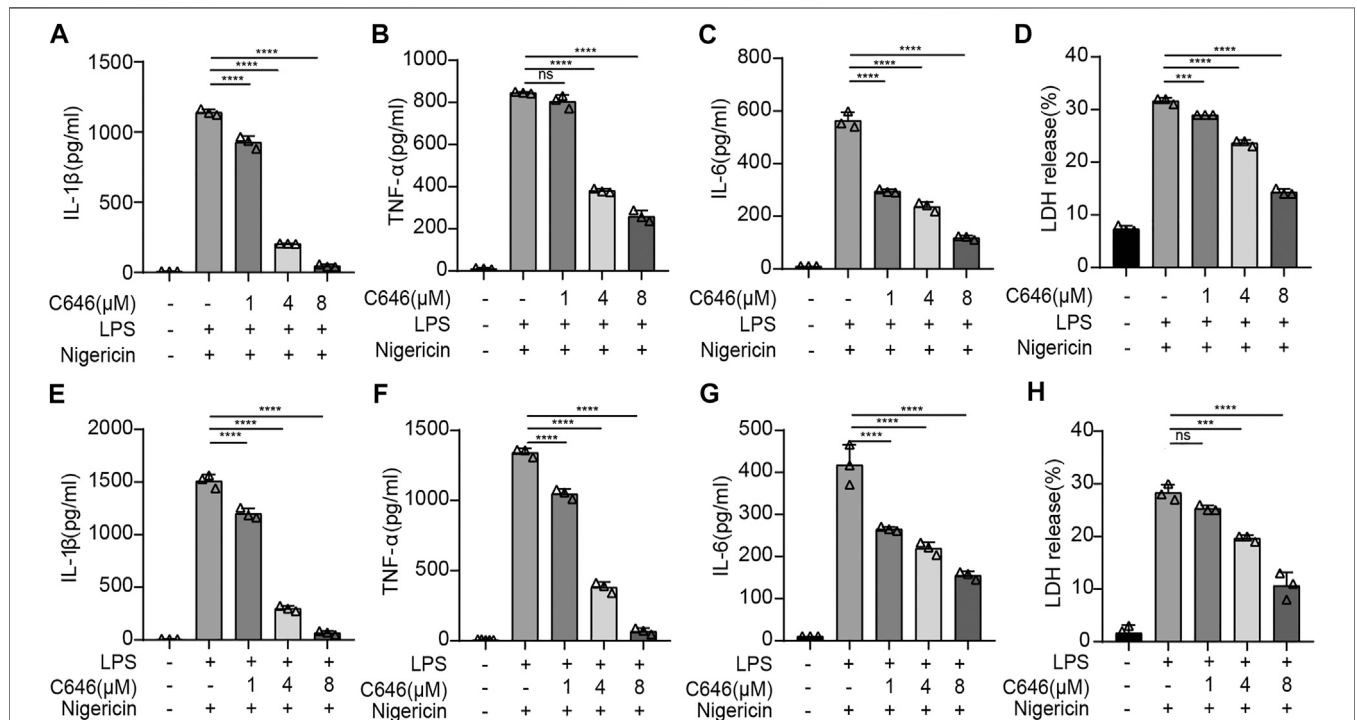 A
B
C
D
**** **** ****
**** **** ns
**** **** ****
**** **** ***
IL-1β(pg/ml)
1500
1000
500
0
TNF-α(pg/ml)
1000
800
600
400
200
0
IL-6(pg/ml)
800
600
400
200
0
LDH release(%)
40
30
20
10
0
C646(μM) - - 1 4 8
LPS - + + + +
Nigericin - + + + +
C646(μM) - - 1 4 8
LPS - + + + +
Nigericin - + + + +
C646(μM) - - 1 4 8
LPS - + + + +
Nigericin - + + + +
C646(μM) - - 1 4 8
LPS - + + + +
Nigericin - + + + +
E
F
G
H
**** **** ****
**** **** ****
**** **** ****
**** *** ns
IL-1β(pg/ml)
2000
1500
1000
500
0
TNF-α(pg/ml)
1500
1000
500
0
IL-6(pg/ml)
500
400
300
200
100
0
LDH release(%)
40
30
20
10
0
LPS - + + + +
C646(μM) - - 1 4 8
Nigericin - + + + +
LPS - + + + +
C646(μM) - - 1 4 8
Nigericin - + + + +
LPS - + + + +
C646(μM) - - 1 4 8
Nigericin - + + + +
LPS - + + + +
C646(μM) - - 1 4 8
Nigericin - + + + +